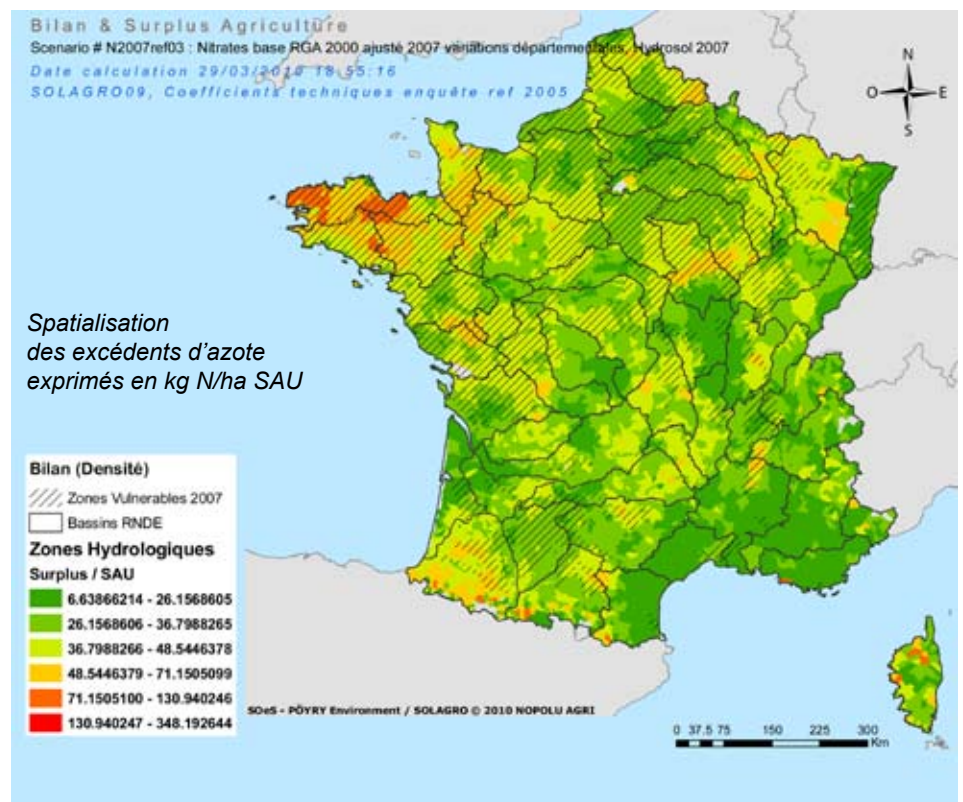 Bilan & Surplus Agriculture
Scenario # N2007ref03 : Nitrates base RGA 2000 ajusté 2007 variations départementales, Hydrosol 2007
Date calculation 29/03/2010 18:55:16
SOLAGRO09, Coefficients techniques enquête ref 2005
N
O
E
S
Spatialisation
des excédents d’azote
exprimés en kg N/ha SAU
Bilan (Densité)
Zones Vulnerables 2007
Bassins RNDE
Zones Hydrologiques
Surplus / SAU
6.63866214 - 26.1568605
26.1568606 - 36.7988265
36.7988266 - 48.5446378
48.5446379 - 71.1505099
71.1505100 - 130.940246
130.940247 - 348.192644
SOeS - PÖYRY Environment / SOLAGRO © 2010 NOPOLU AGRI
0 37.5 75 150 225 300
Km